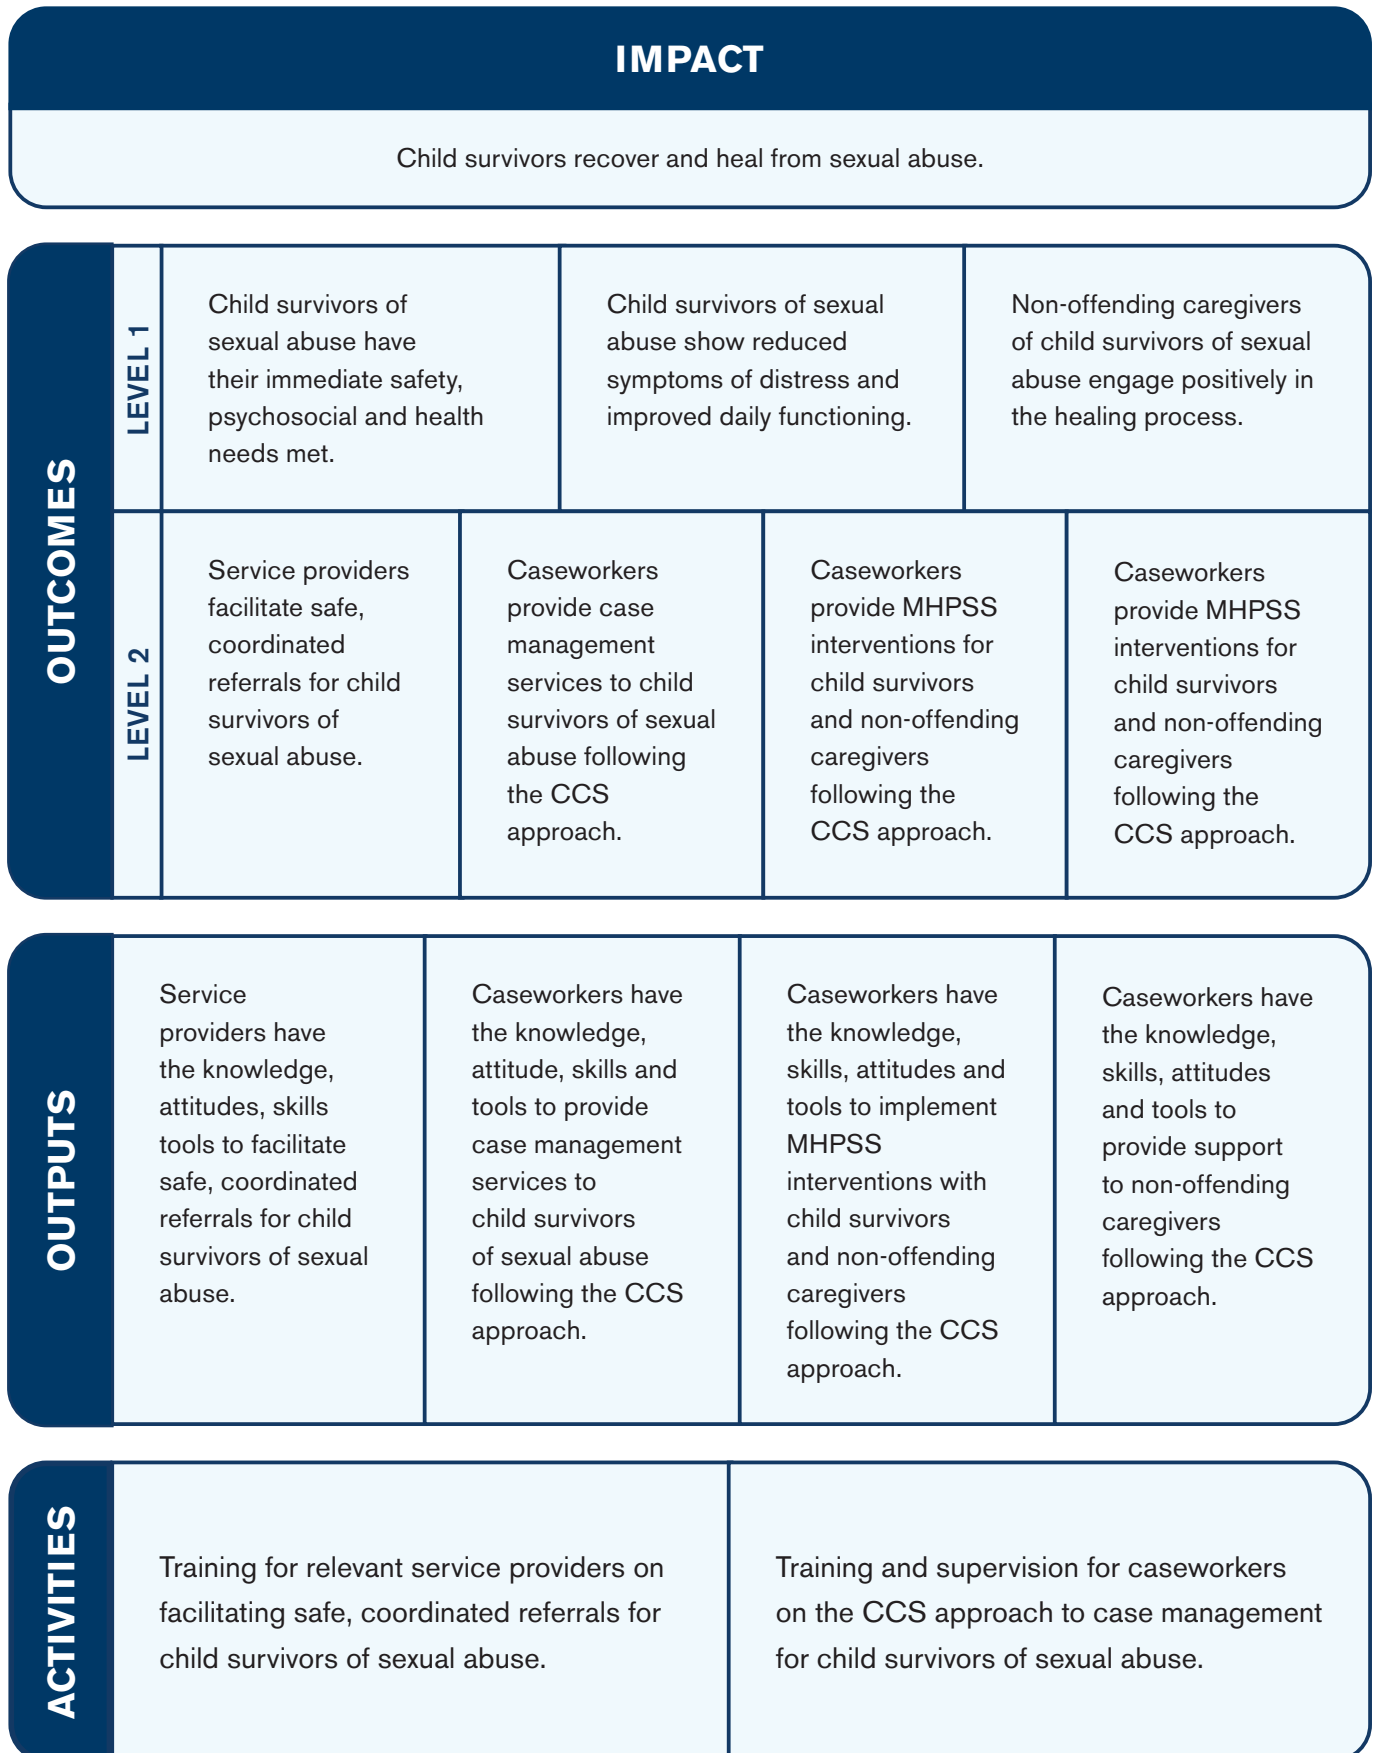 IMPACT
Child survivors recover and heal from sexual abuse.
OUTCOMES
LEVEL 1
Child survivors of
sexual abuse have
their immediate safety,
psychosocial and health
needs met.
Child survivors of sexual
abuse show reduced
symptoms of distress and
improved daily functioning.
Non-offending caregivers
of child survivors of sexual
abuse engage positively in
the healing process.
LEVEL 2
Service providers
facilitate safe,
coordinated
referrals for child
survivors of
sexual abuse.
Caseworkers
provide case
management
services to child
survivors of sexual
abuse following
the CCS
approach.
Caseworkers
provide MHPSS
interventions for
child survivors
and non-offending
caregivers
following the
CCS approach.
Caseworkers
provide MHPSS
interventions for
child survivors
and non-offending
caregivers
following the
CCS approach.
OUTPUTS
Service
providers have
the knowledge,
attitudes, skills
tools to facilitate
safe, coordinated
referrals for child
survivors of sexual
abuse.
Caseworkers have
the knowledge,
attitude, skills and
tools to provide
case management
services to
child survivors
of sexual abuse
following the CCS
approach.
Caseworkers have
the knowledge,
skills, attitudes and
tools to implement
MHPSS
interventions with
child survivors
and non-offending
caregivers
following the CCS
approach.
Caseworkers have
the knowledge,
skills, attitudes
and tools to
provide support
to non-offending
caregivers
following the CCS
approach.
ACTIVITIES
Training for relevant service providers on
facilitating safe, coordinated referrals for
child survivors of sexual abuse.
Training and supervision for caseworkers
on the CCS approach to case management
for child survivors of sexual abuse.